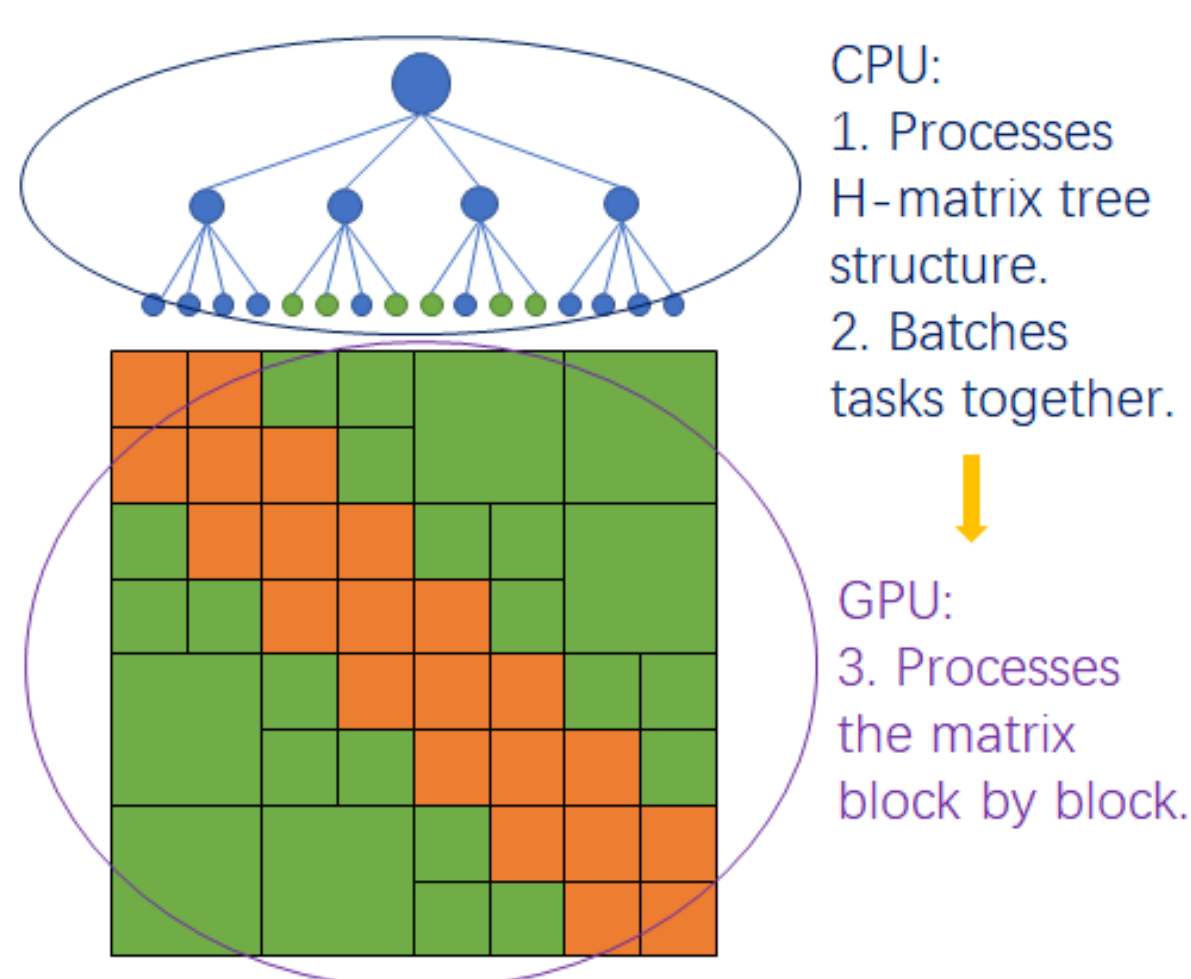 CPU:
1. Processes
H-matrix tree
structure.
2. Batches
tasks together.
GPU:
3. Processes
the matrix
block by block.